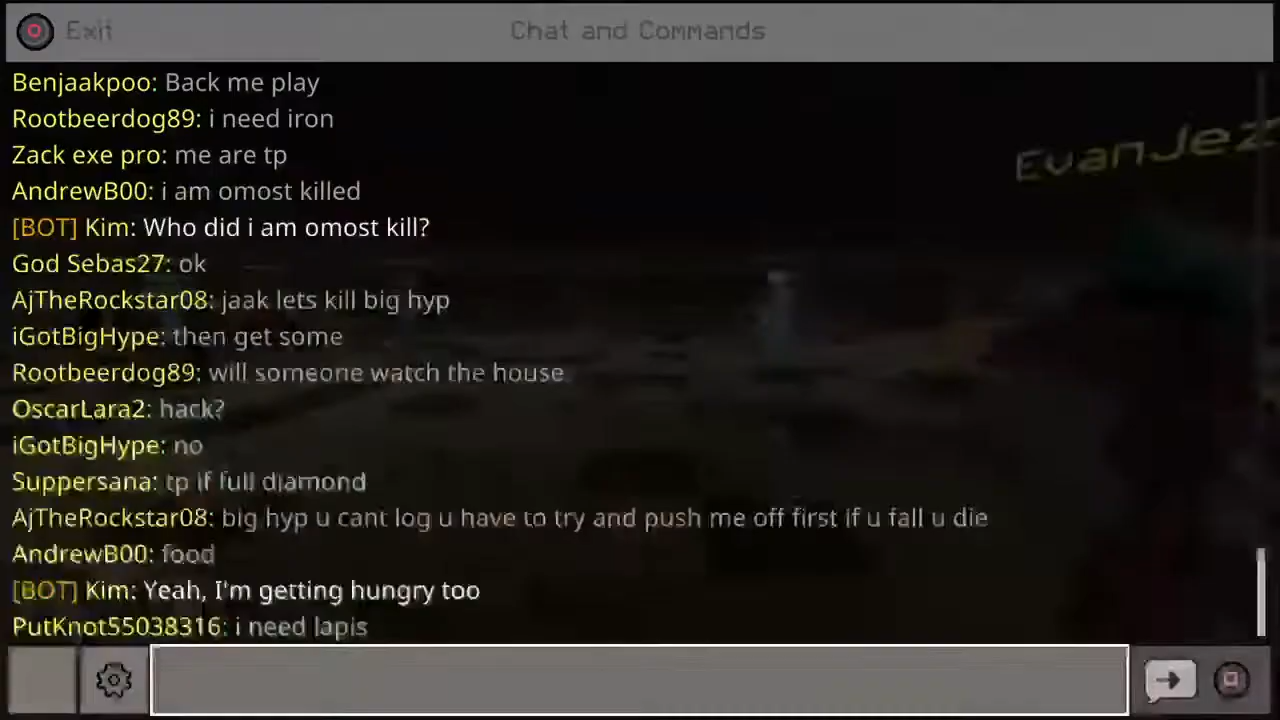 Exit
Chat and Commands
EvanJez
Benjaakpoo: Back me play
Rootbeerdog89: i need iron
Zack exe pro: me are tp
AndrewB00: i am omost killed
[BOT] Kim: Who did i am omost kill?
God Sebas27: ok
AjTheRockstar08: jaak lets kill big hyp
iGotBigHype: then get some
Rootbeerdog89: will someone watch the house
OscarLara2: hack?
iGotBigHype: no
Suppersana: tp if full diamond
AjTheRockstar08: big hyp u cant log u have to try and push me off first if u fall u die
AndrewB00: food
[BOT] Kim: Yeah, I'm getting hungry too
PutKnot55038316: i need lapis